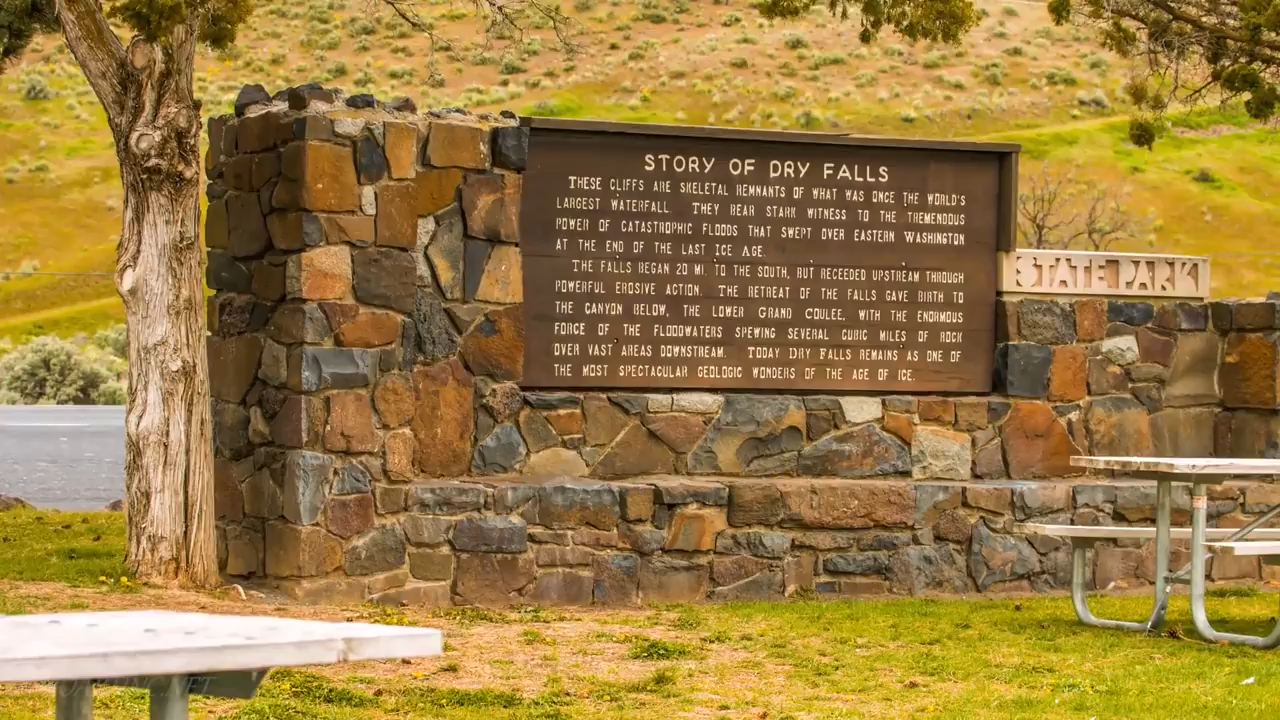 STORY OF DRY FALLS
THESE CLIFFS ARE SKELETAL REMNANTS OF WHAT WAS ONCE THE WORLD'S
LARGEST WATERFALL. THEY BEAR STARK WITNESS TO THE TREMENDOUS
POWER OF CATASTROPHIC FLOODS THAT SWEPT OVER EASTERN WASHINGTON
AT THE END OF THE LAST ICE AGE.
THE FALLS BEGAN 20 MI. TO THE SOUTH, BUT RECEEDED UPSTREAM THROUGH
POWERFUL EROSIVE ACTION. THE RETREAT OF THE FALLS GAVE BIRTH TO
THE CANYON BELOW, THE LOWER GRAND COULEE, WITH THE ENORMOUS
FORCE OF THE FLOODWATERS SPEWING SEVERAL CUBIC MILES OF ROCK
OVER VAST AREAS DOWNSTREAM. TODAY DRY FALLS REMAINS AS ONE OF
THE MOST SPECTACULAR GEOLOGIC WONDERS OF THE AGE OF ICE.
STATE PARK